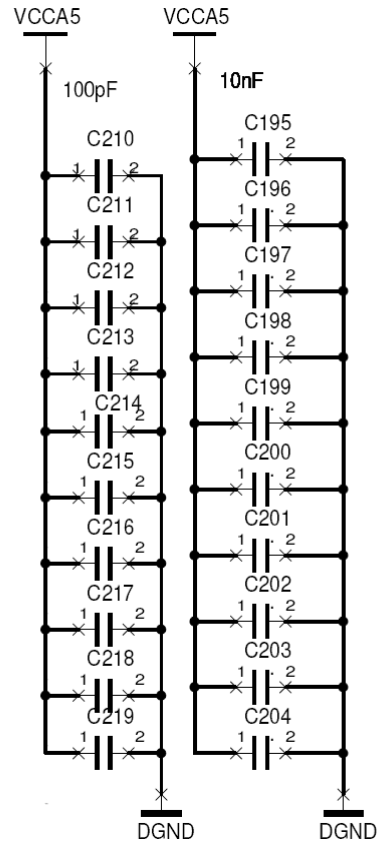 VCCA5 VCCA5
100pF 10nF
C210 C195
1 2 1 2
C211 C196
1 2 1 2
C212 C197
1 2 1 2
C213 C198
1 2 1 2
C214 C199
1 2 1 2
C215 C200
1 2 1 2
C216 C201
1 2 1 2
C217 C202
1 2 1 2
C218 C203
1 2 1 2
C219 C204
1 2 1 2
DGND DGND